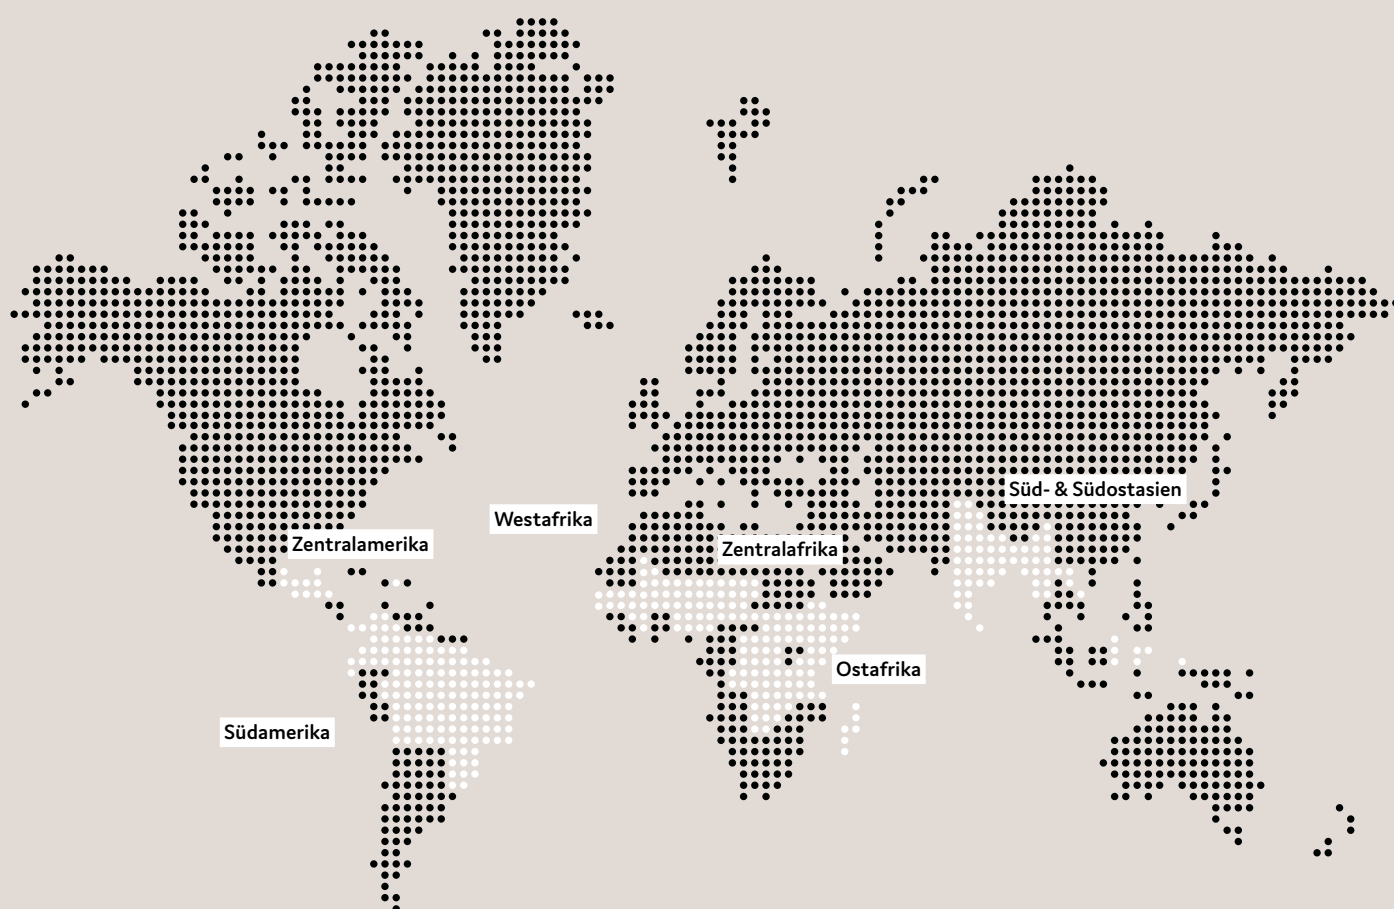 Süd- & Südostasien
Westafrika
Zentralamerika
Zentralafrika
Ostafrika
Südamerika